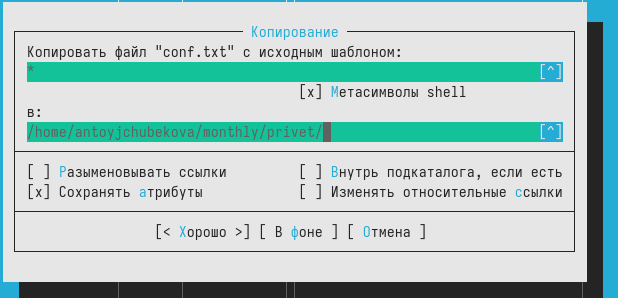 Копирование
Копировать файл "conf.txt" с исходным шаблоном:
* [^]
[x] Метасимволы shell
в:
/home/antoyjchubekova/monthly/privet/ [^]
[ ] Разыменовывать ссылки [ ] Внутрь подкаталога, если есть
[x] Сохранять атрибуты [ ] Изменять относительные ссылки
[< Хорошо >] [ В фоне ] [ Отмена ]